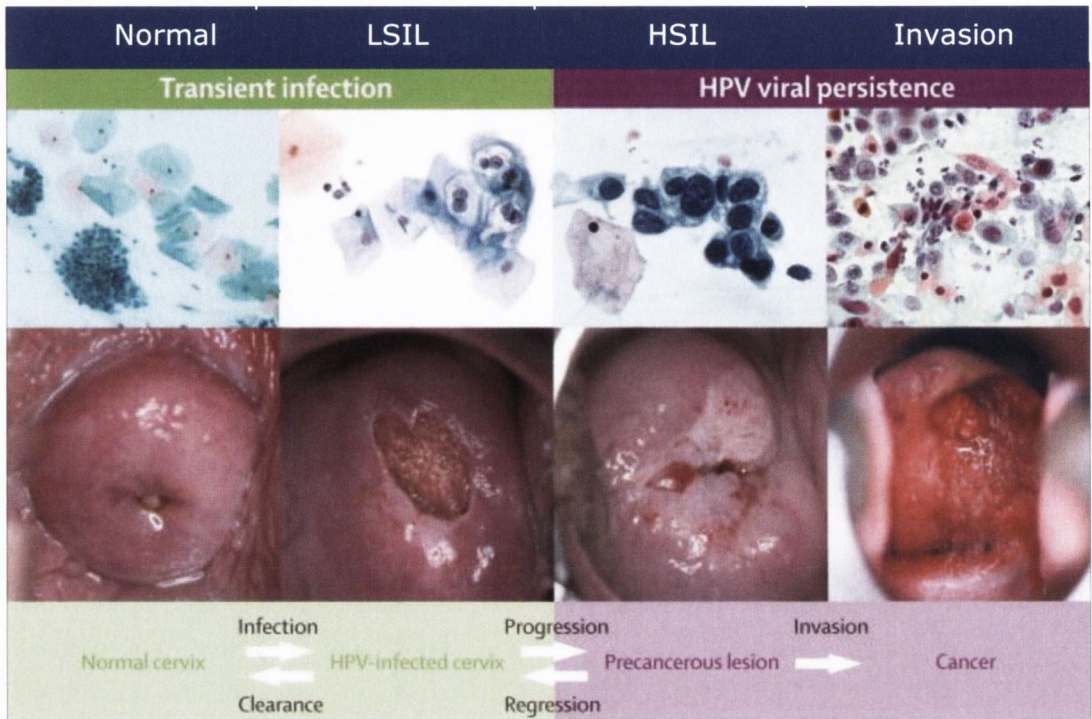 Normal LSIL HSIL Invasion
Transient infection HPV viral persistence
Infection Progression Invasion
Normal cervix HPV-infected cervix Precancerous lesion Cancer
Clearance Regression